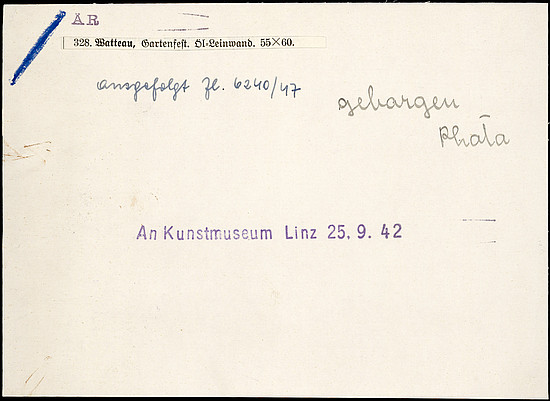 ÄR
328. Watteau, Gartenfest. Öl-Leinwand. 55×60.
ausgefolgt Zl. 6240/47
geborgen
An Kunstmuseum Linz 25. 9. 42